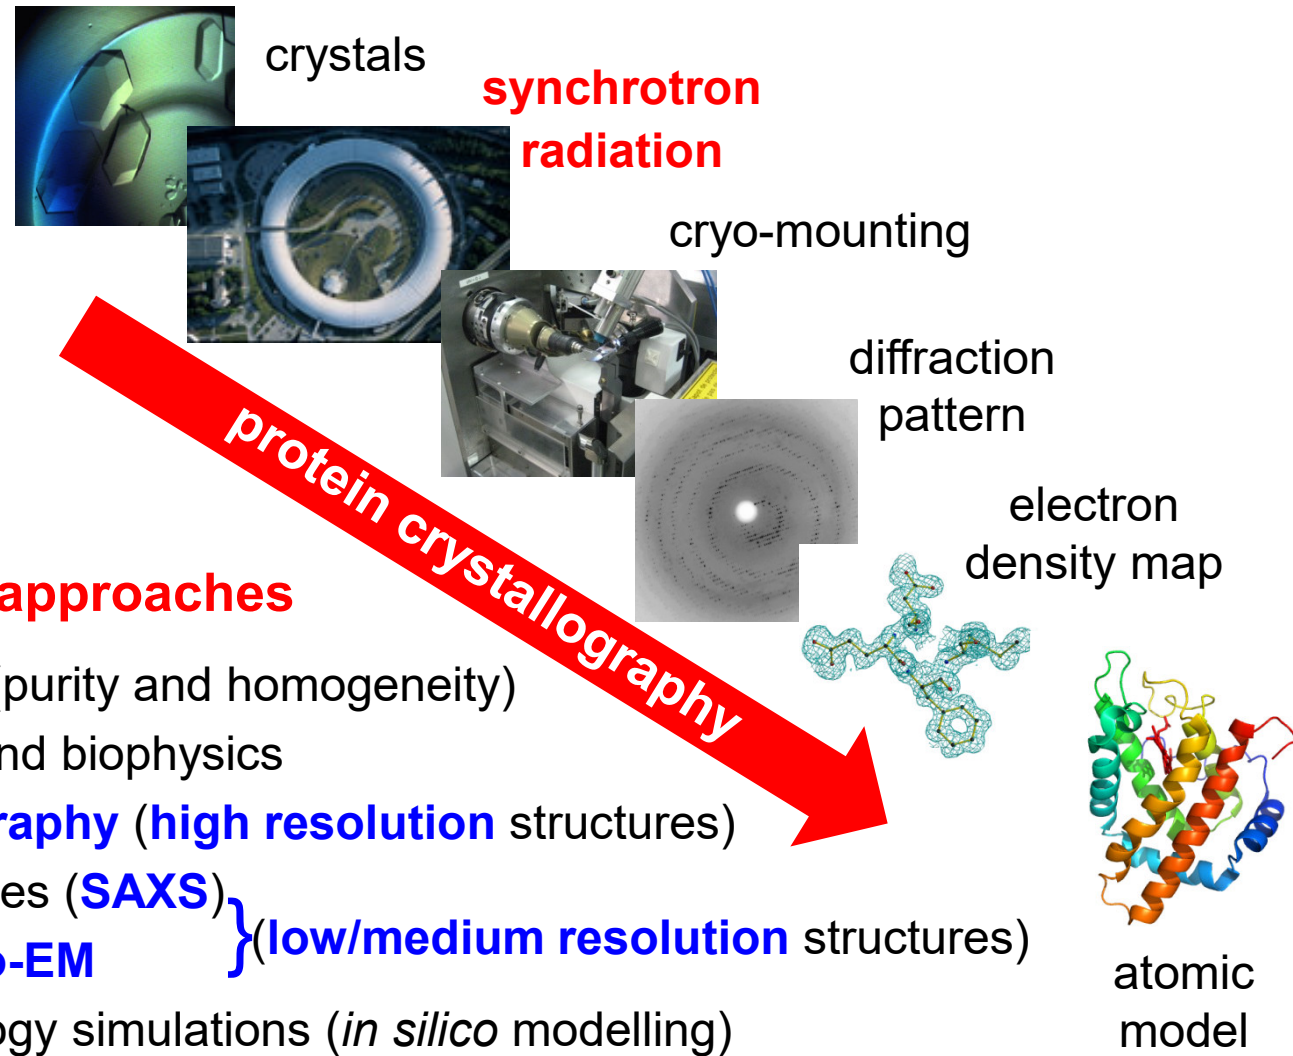 crystals
synchrotron
radiation
cryo-mounting
diffraction
pattern
electron
density map
protein crystallography
approaches
(purity and homogeneity)
nd biophysics
raphy (high resolution structures)
es (SAXS)
(low/medium resolution structures)
o-EM
ogy simulations (in silico modelling)
atomic
model